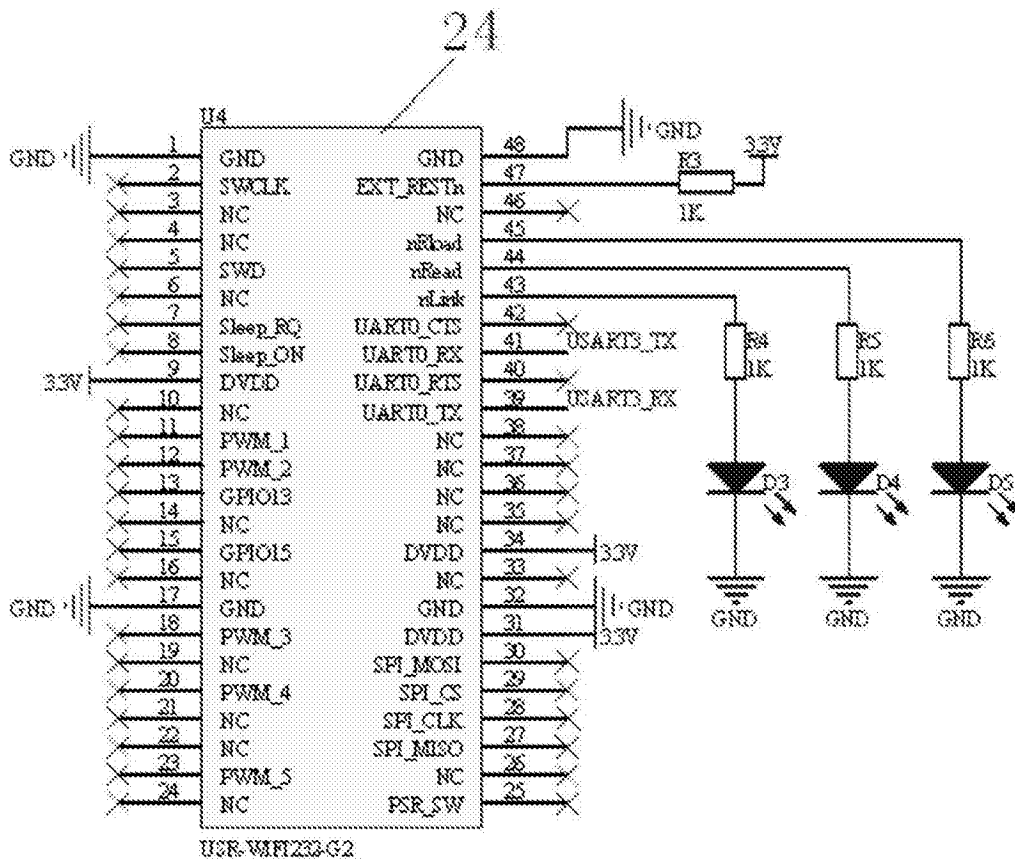 24
U4
GND 1 GND GND 48 GND
2 SWCLK EXT_RESTn 47 R3 1K 3.3V
3 NC NC 46
4 NC nRload 45
5 SWD nRead 44
6 NC nLink 43
7 Sleep_RQ UART0_CTS 42
8 Sleep_ON UART0_RX 41 USART3_TX
3.3V 9 DVDD UART0_RTS 40
10 NC UART0_TX 39 USART3_RX
11 PWM_1 NC 38
12 PWM_2 NC 37
13 GPIO13 NC 36
14 NC NC 35
15 GPIO15 DVDD 34 3.3V
16 NC NC 33
GND 17 GND GND 32 GND
18 PWM_3 DVDD 31 3.3V
19 NC SPI_MOSI 30
20 PWM_4 SPI_CS 29
21 NC SPI_CLK 28
22 NC SPI_MISO 27
23 PWM_5 NC 26
24 NC PSR_SW 25
USR-WIFI232-G2
R4 R5 R6
1K 1K 1K
D3 D4 D5
GND GND GND